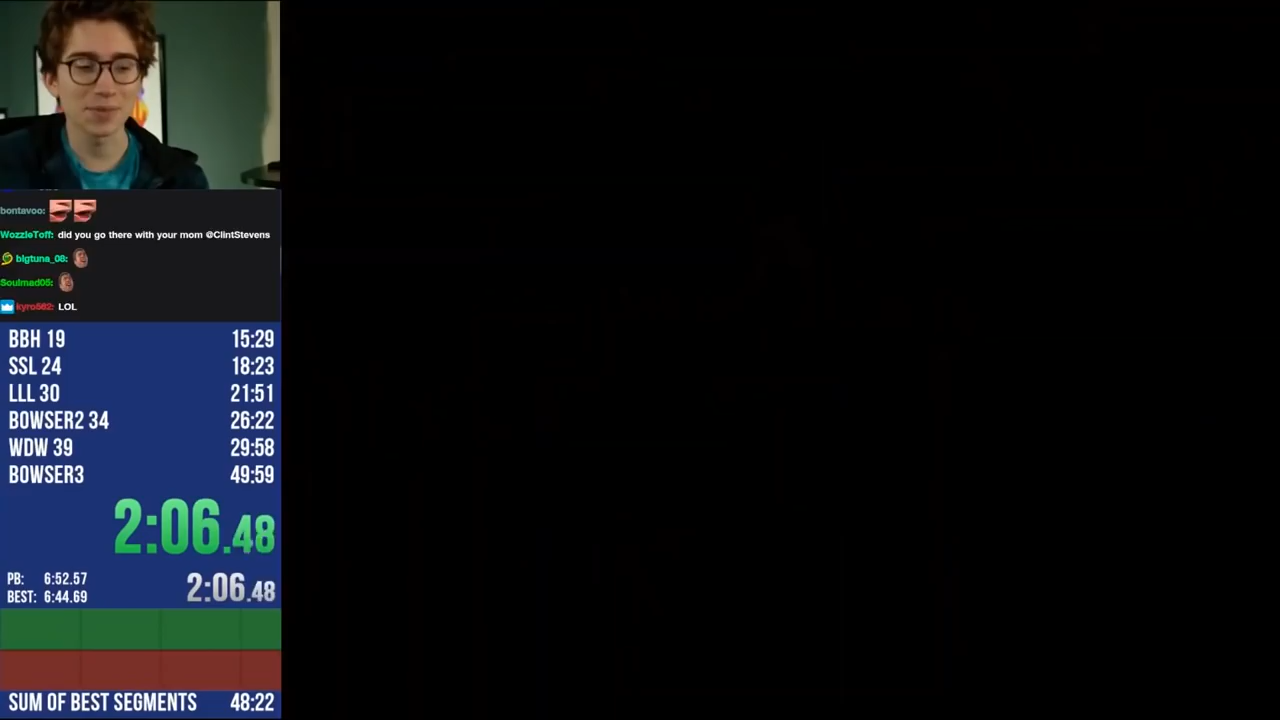 bontavoo:
WozzleToff: did you go there with your mom @ClintStevens
bigtuna_08:
Soulmad05:
kyro582: LOL
BBH 19 15:29
SSL 24 18:23
LLL 30 21:51
BOWSER2 34 26:22
WDW 39 29:58
BOWSER3 49:59
2:06.48
PB: 6:52.57
BEST: 6:44.69
2:06.48
SUM OF BEST SEGMENTS 48:22